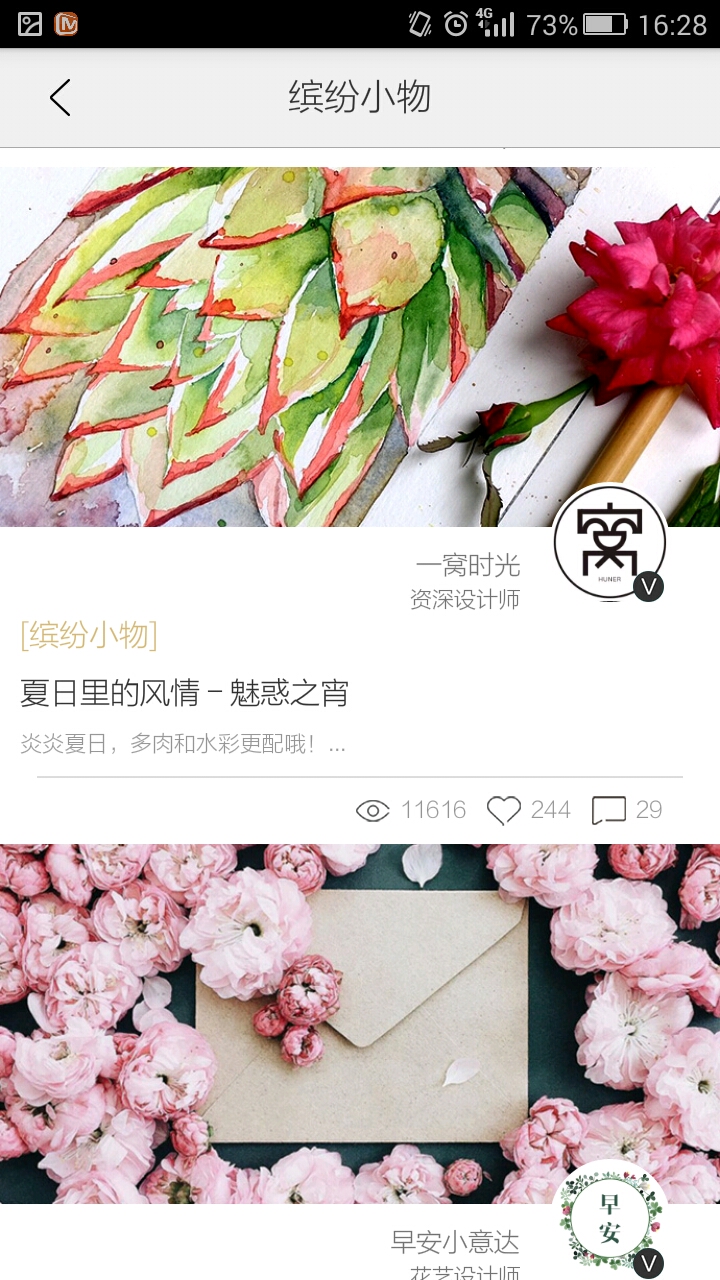 4G 73% 16:28
缤纷小物
HUNER
V
一窝时光
资深设计师
[缤纷小物]
夏日里的风情 – 魅惑之宵
炎炎夏日，多肉和水彩更配哦！...
11616 244 29
早安
早安小意达
V
花艺设计师